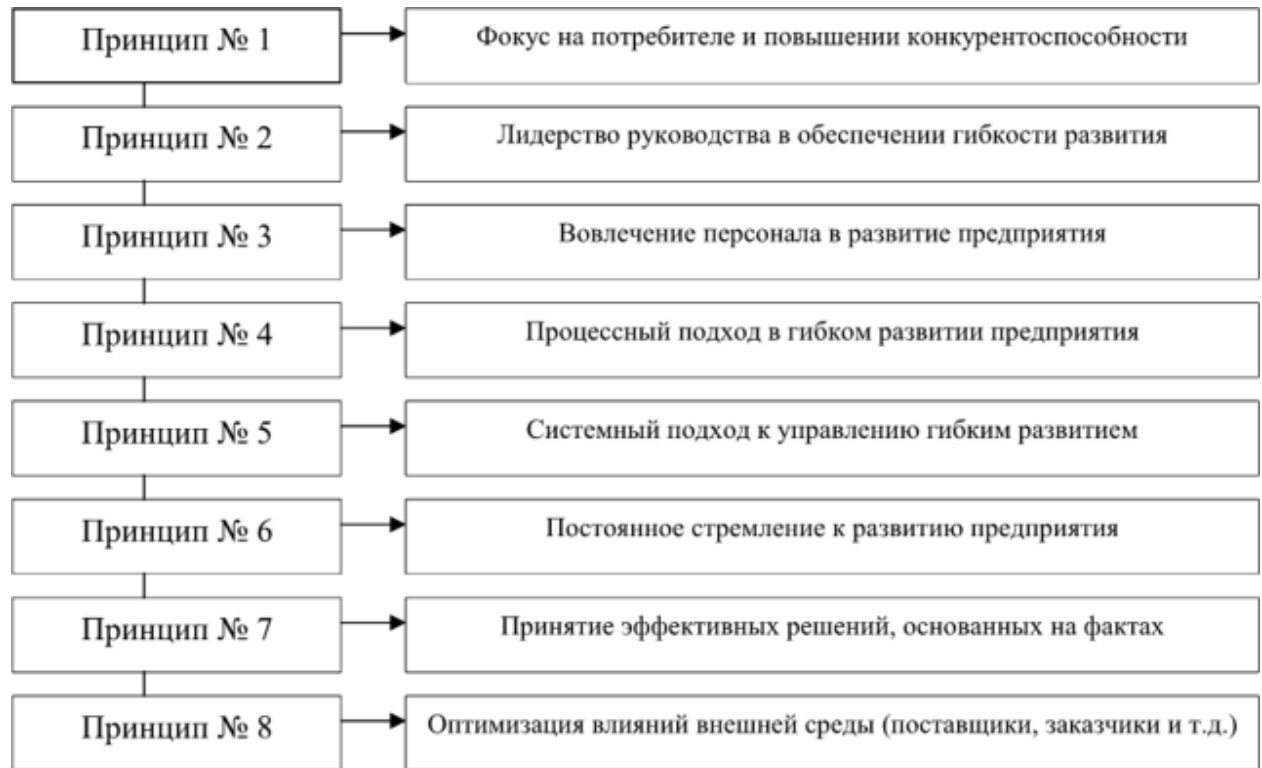 Принцип № 1
Фокус на потребителе и повышении конкурентоспособности
Принцип № 2
Лидерство руководства в обеспечении гибкости развития
Принцип № 3
Вовлечение персонала в развитие предприятия
Принцип № 4
Процессный подход в гибком развитии предприятия
Принцип № 5
Системный подход к управлению гибким развитием
Принцип № 6
Постоянное стремление к развитию предприятия
Принцип № 7
Принятие эффективных решений, основанных на фактах
Принцип № 8
Оптимизация влияний внешней среды (поставщики, заказчики и т.д.)